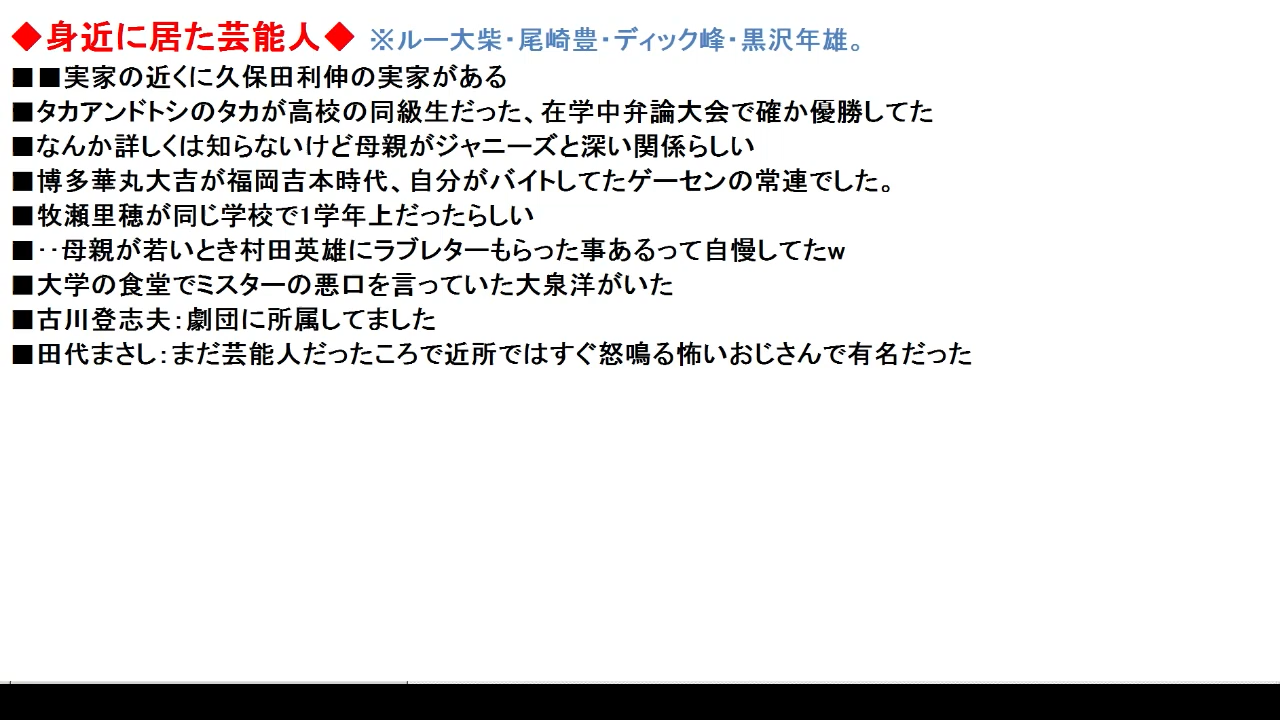 ◆身近に居た芸能人◆ ※ルー大柴・尾崎豊・ディック峰・黒沢年雄。
■■実家の近くに久保田利伸の実家がある
■タカアンドトシのタカが高校の同級生だった、在学中弁論大会で確か優勝してた
■なんか詳しくは知らないけど母親がジャニーズと深い関係らしい
■博多華丸大吉が福岡吉本時代、自分がバイトしてたゲーセンの常連でした。
■牧瀬里穂が同じ学校で1学年上だったらしい
■‥母親が若いとき村田英雄にラブレターもらった事あるって自慢してたw
■大学の食堂でミスターの悪口を言っていた大泉洋がいた
■古川登志夫：劇団に所属してました
■田代まさし：まだ芸能人だったころで近所ではすぐ怒鳴る怖いおじさんで有名だった